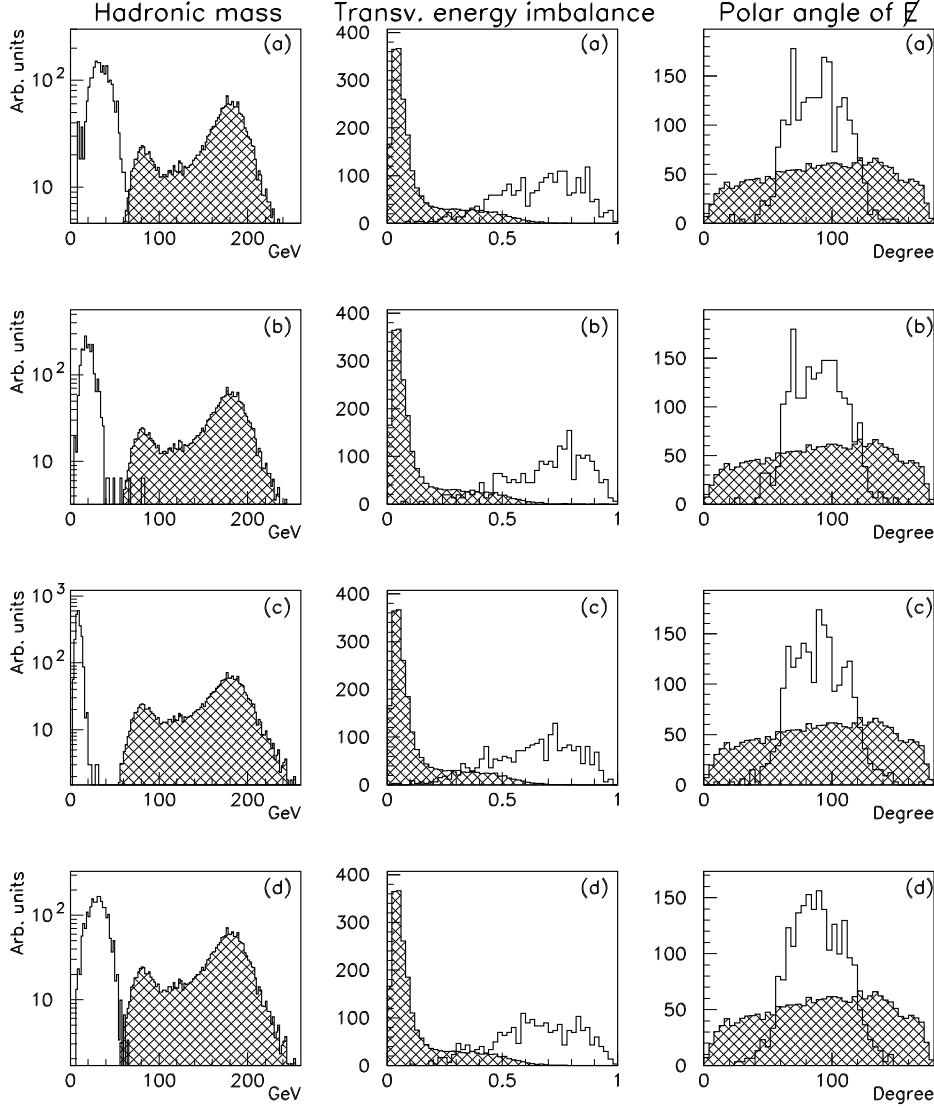 Hadronic mass Transv. energy imbalance Polar angle of E̸
Arb. units
(a) (a) (a)
10² 400 150
10 300 100
200 50
100 0
0
0 100 200 0 0.5 1 0 100
GeV Degree
Arb. units
(b) (b) (b)
10² 400 150
10 300 100
200 50
100 0
0
0 100 200 0 0.5 1 0 100
GeV Degree
Arb. units
(c) (c) (c)
10³ 400 150
10² 300 100
10 200 50
100 0
0
0 100 200 0 0.5 1 0 100
GeV Degree
Arb. units
(d) (d) (d)
10² 400 150
10 300 100
200 50
100 0
0
0 100 200 0 0.5 1 0 100
GeV Degree